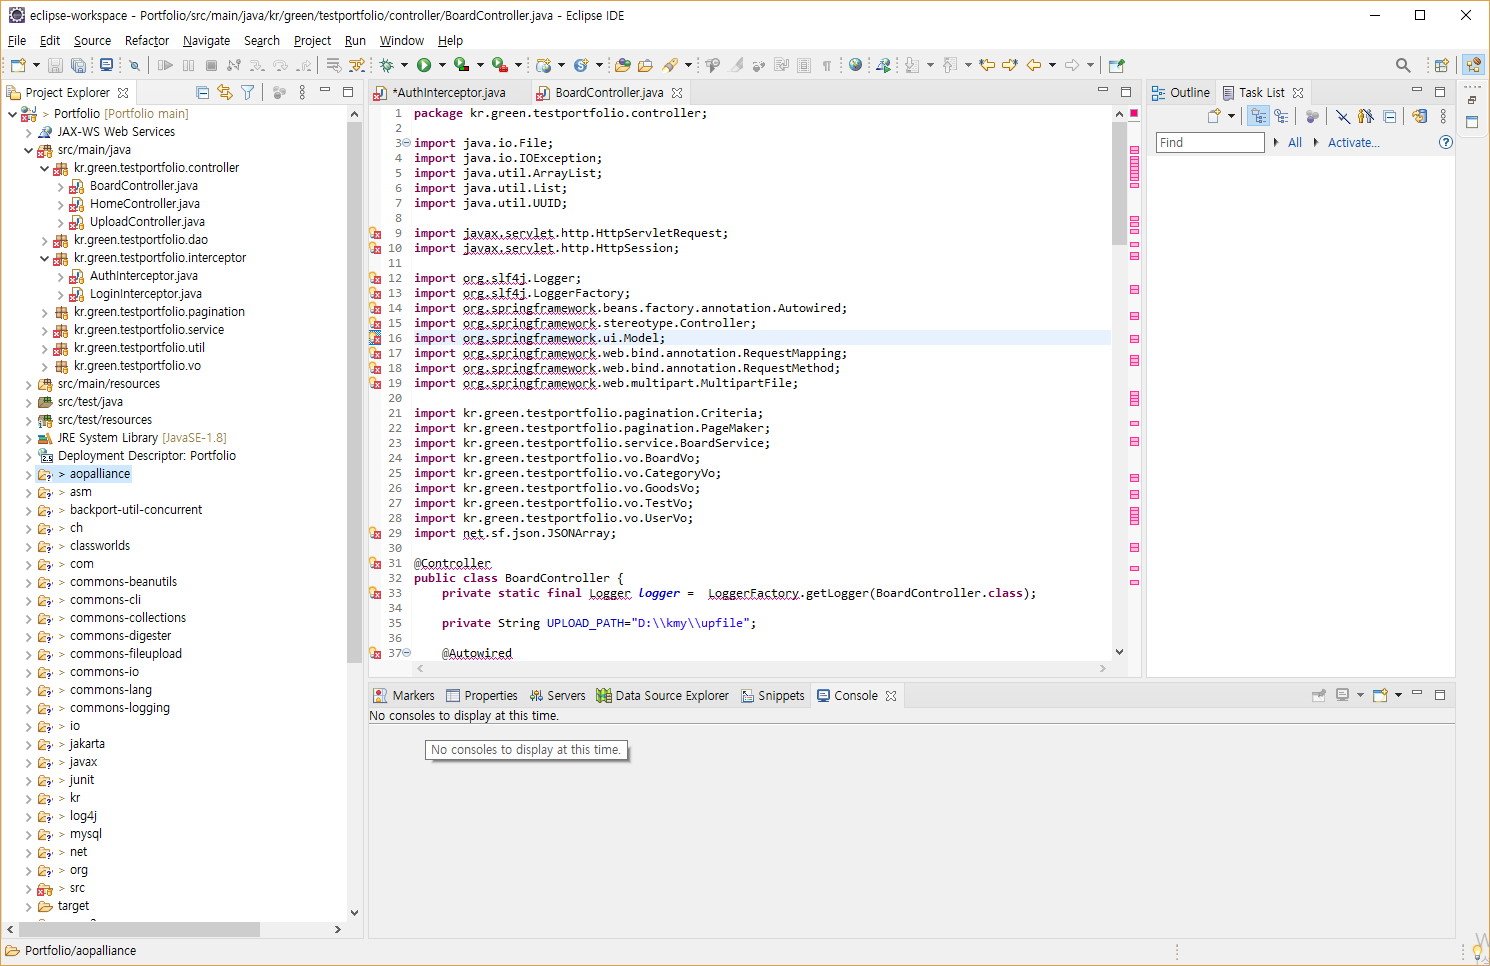 eclipse-workspace - Portfolio/src/main/java/kr/green/testportfolio/controller/BoardController.java - Eclipse IDE
File Edit Source Refactor Navigate Search Project Run Window Help
Project Explorer
> Portfolio [Portfolio main]
JAX-WS Web Services
src/main/java
kr.green.testportfolio.controller
BoardController.java
HomeController.java
UploadController.java
kr.green.testportfolio.dao
kr.green.testportfolio.interceptor
AuthInterceptor.java
LoginInterceptor.java
kr.green.testportfolio.pagination
kr.green.testportfolio.service
kr.green.testportfolio.util
kr.green.testportfolio.vo
src/main/resources
src/test/java
src/test/resources
JRE System Library [JavaSE-1.8]
Deployment Descriptor: Portfolio
> aopalliance
> asm
> backport-util-concurrent
> ch
> classworlds
> com
> commons-beanutils
> commons-cli
> commons-collections
> commons-digester
> commons-fileupload
> commons-io
> commons-lang
> commons-logging
> io
> jakarta
> javax
> junit
> kr
> log4j
> mysql
> net
> org
> src
target
*AuthInterceptor.java BoardController.java
1 package kr.green.testportfolio.controller;
2
3 import java.io.File;
4 import java.io.IOException;
5 import java.util.ArrayList;
6 import java.util.List;
7 import java.util.UUID;
8
9 import javax.servlet.http.HttpServletRequest;
10 import javax.servlet.http.HttpSession;
11
12 import org.slf4j.Logger;
13 import org.slf4j.LoggerFactory;
14 import org.springframework.beans.factory.annotation.Autowired;
15 import org.springframework.stereotype.Controller;
16 import org.springframework.ui.Model;
17 import org.springframework.web.bind.annotation.RequestMapping;
18 import org.springframework.web.bind.annotation.RequestMethod;
19 import org.springframework.web.multipart.MultipartFile;
20
21 import kr.green.testportfolio.pagination.Criteria;
22 import kr.green.testportfolio.pagination.PageMaker;
23 import kr.green.testportfolio.service.BoardService;
24 import kr.green.testportfolio.vo.BoardVo;
25 import kr.green.testportfolio.vo.CategoryVo;
26 import kr.green.testportfolio.vo.GoodsVo;
27 import kr.green.testportfolio.vo.TestVo;
28 import kr.green.testportfolio.vo.UserVo;
29 import net.sf.json.JSONArray;
30
31 @Controller
32 public class BoardController {
33 private static final Logger logger = LoggerFactory.getLogger(BoardController.class);
34
35 private String UPLOAD_PATH="D:\\kmy\\upfile";
36
37 @Autowired
Outline Task List
Find All Activate...
Markers Properties Servers Data Source Explorer Snippets Console
No consoles to display at this time.
No consoles to display at this time.
Portfolio/aopalliance